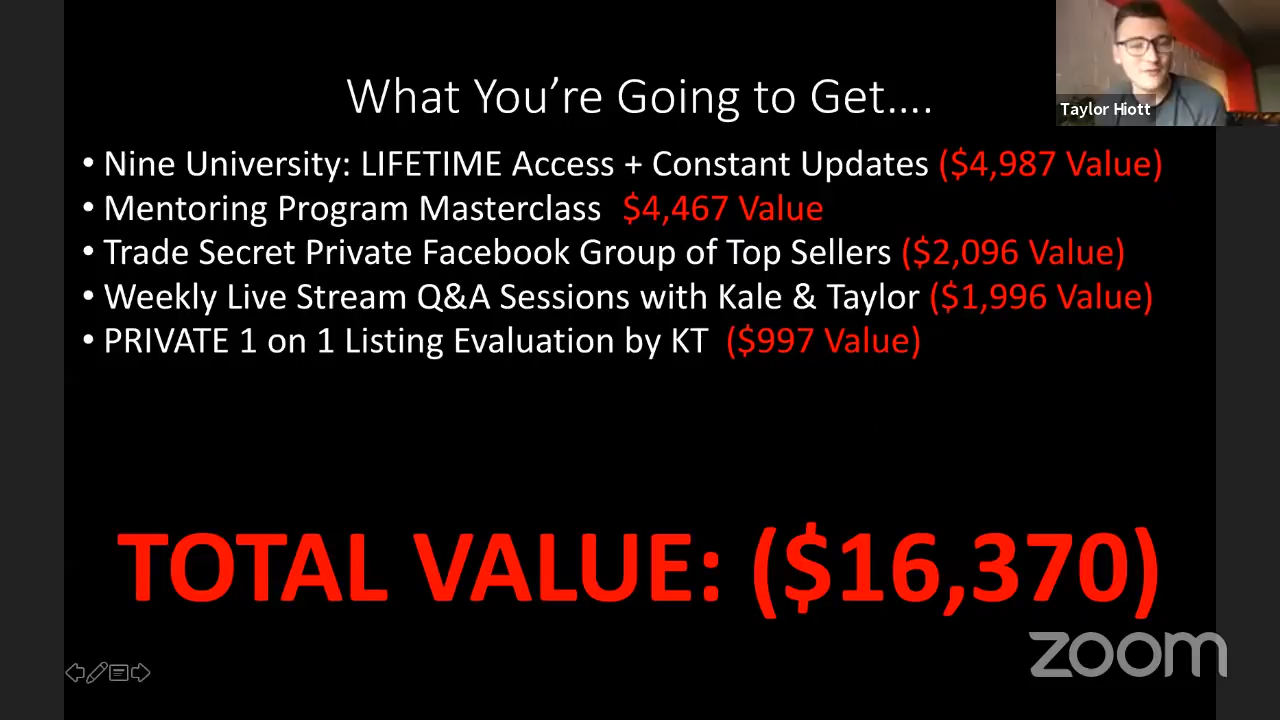 What You're Going to Get....
• Nine University: LIFETIME Access + Constant Updates ($4,987 Value)
• Mentoring Program Masterclass $4,467 Value
• Trade Secret Private Facebook Group of Top Sellers ($2,096 Value)
• Weekly Live Stream Q&A Sessions with Kale & Taylor ($1,996 Value)
• PRIVATE 1 on 1 Listing Evaluation by KT ($997 Value)
TOTAL VALUE: ($16,370)
Taylor Hiott
zoom